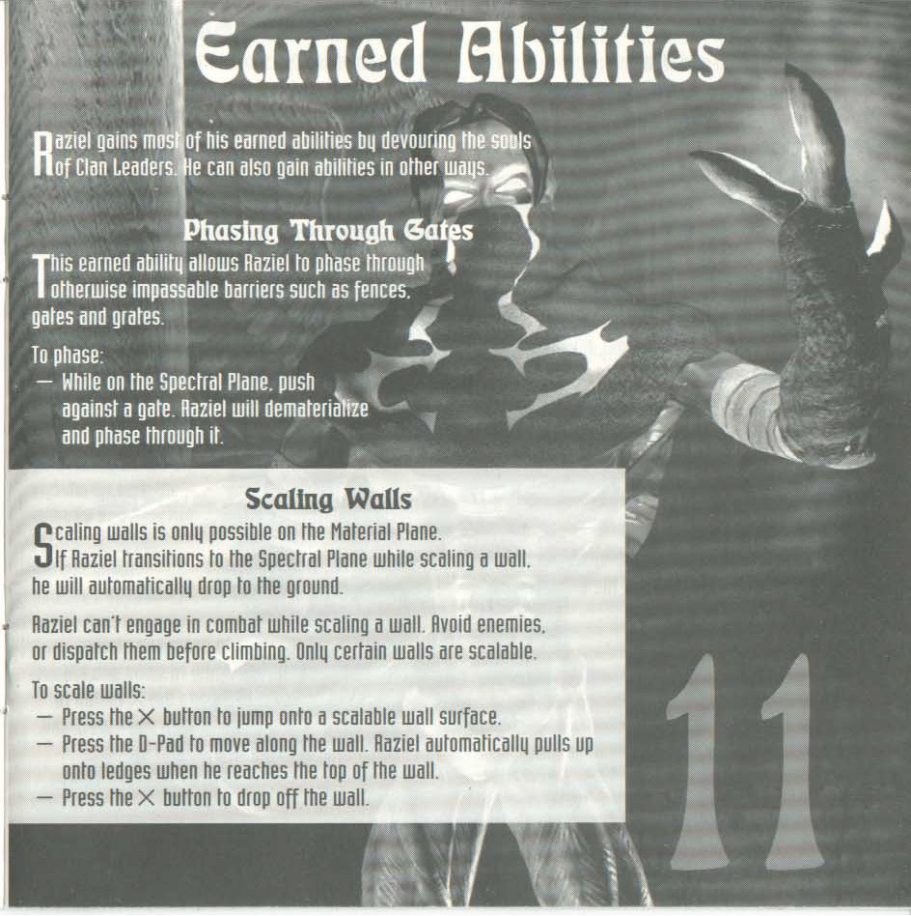 Earned Abilities
Raziel gains most of his earned abilities by devouring the souls
of Clan Leaders. He can also gain abilities in other ways.
Phasing Through Gates
This earned ability allows Raziel to phase through
otherwise impassable barriers such as fences,
gates and grates.
To phase:
— While on the Spectral Plane, push
against a gate. Raziel will dematerialize
and phase through it.
Scaling Walls
Scaling walls is only possible on the Material Plane.
If Raziel transitions to the Spectral Plane while scaling a wall,
he will automatically drop to the ground.
Raziel can't engage in combat while scaling a wall. Avoid enemies,
or dispatch them before climbing. Only certain walls are scalable.
To scale walls:
— Press the ✕ button to jump onto a scalable wall surface.
— Press the D-Pad to move along the wall. Raziel automatically pulls up
onto ledges when he reaches the top of the wall.
— Press the ✕ button to drop off the wall.
11